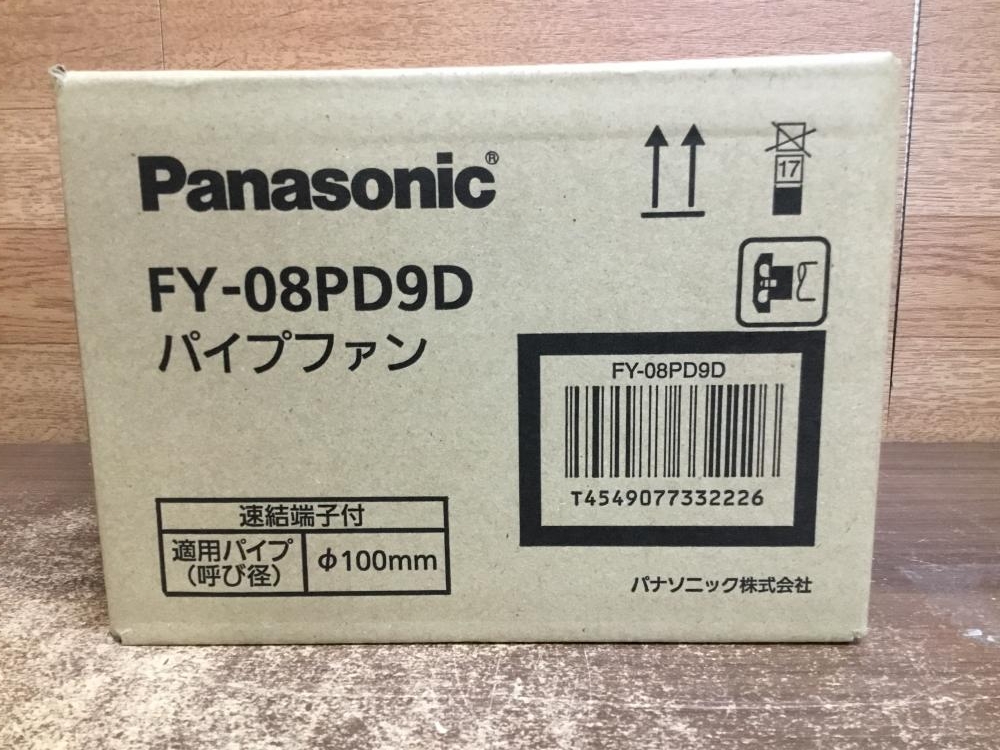 Panasonic®
17
FY-08PD9D
パイプファン
FY-08PD9D
T4549077332226
速結端子付
適用パイプ
(呼び径)
φ100mm
パナソニック株式会社